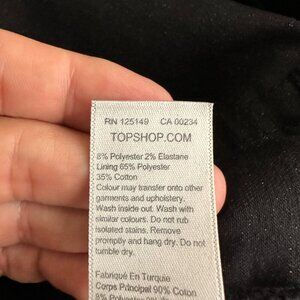 RN 125149 CA 00234
TOPSHOP.COM
8% Polyester 2% Elastane
Lining 65% Polyester
35% Cotton
Colour may transfer onto other
garments and upholstery.
Wash inside out. Wash with
similar colours. Do not rub
isolated stains. Remove
promptly and hang dry. Do not
tumble dry.
Fabriqué En Turquie
Corps Principal 90% Coton
8% Polyester